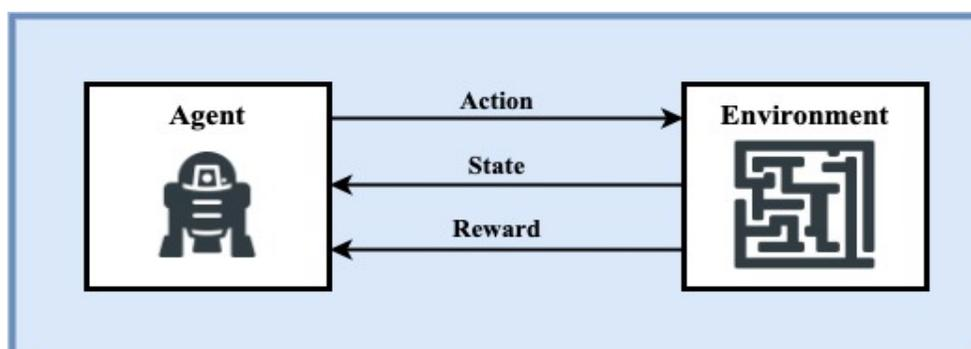 Agent
Action
Environment
State
Reward